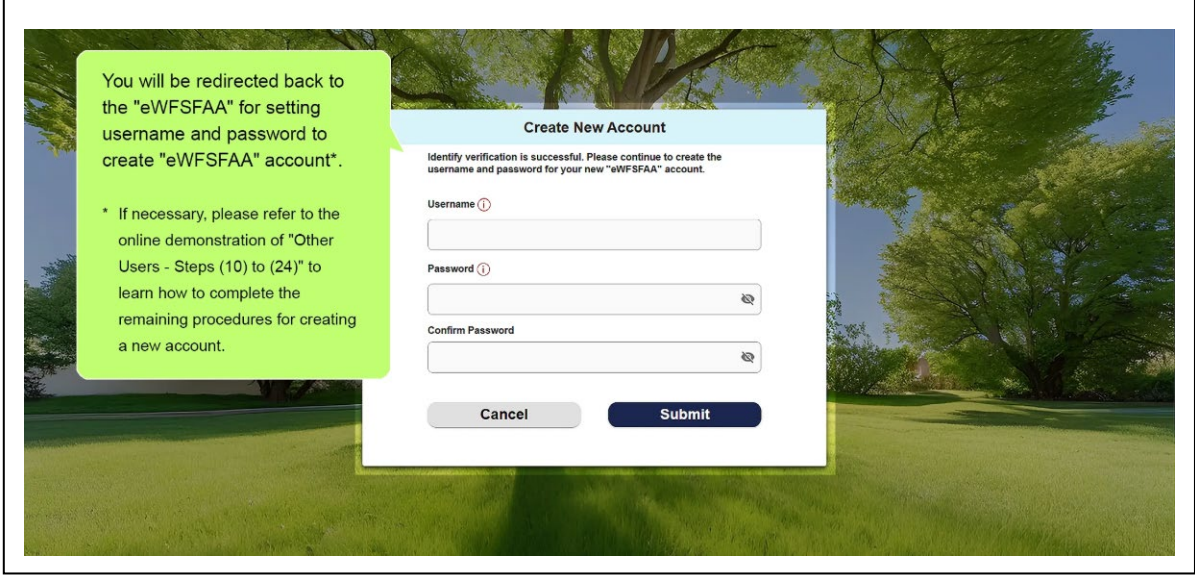 You will be redirected back to
the "eWFSFAA" for setting
username and password to
create "eWFSFAA" account*.
* If necessary, please refer to the
online demonstration of "Other
Users - Steps (10) to (24)" to
learn how to complete the
remaining procedures for creating
a new account.
Create New Account
Identify verification is successful. Please continue to create the
username and password for your new "eWFSFAA" account.
Username
Password
Confirm Password
Cancel
Submit